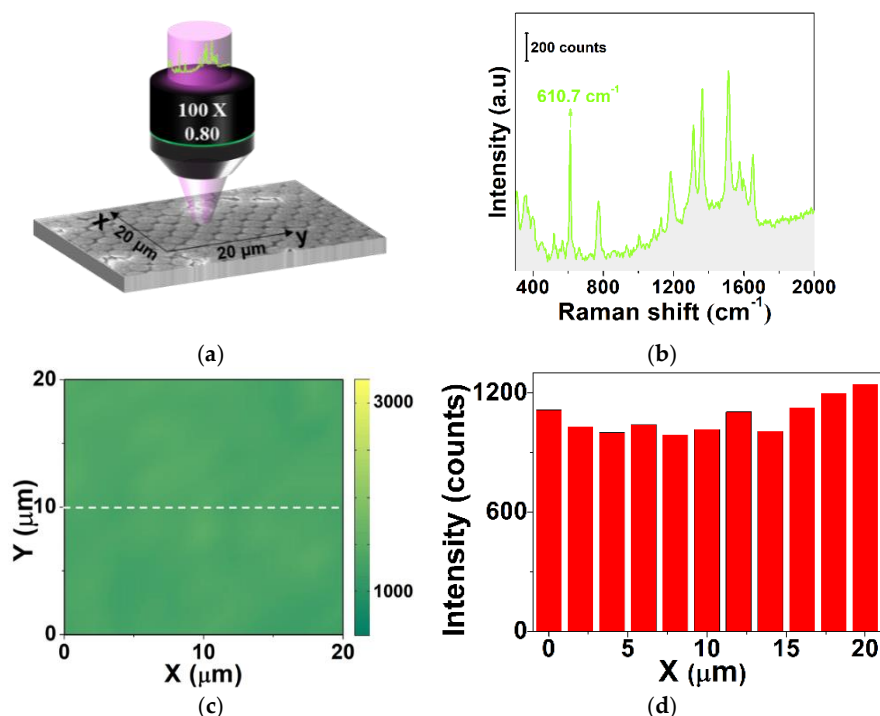 100 X
0.80
x
20 μm
20 μm
y
(a)
200 counts
610.7 cm-1
Intensity (a.u)
400 800 1200 1600 2000
Raman shift (cm-1)
(b)
20
10
0
Y (μm)
0 10 20
X (μm)
3000
1000
(c)
1200
600
0
Intensity (counts)
0 5 10 15 20
X (μm)
(d)